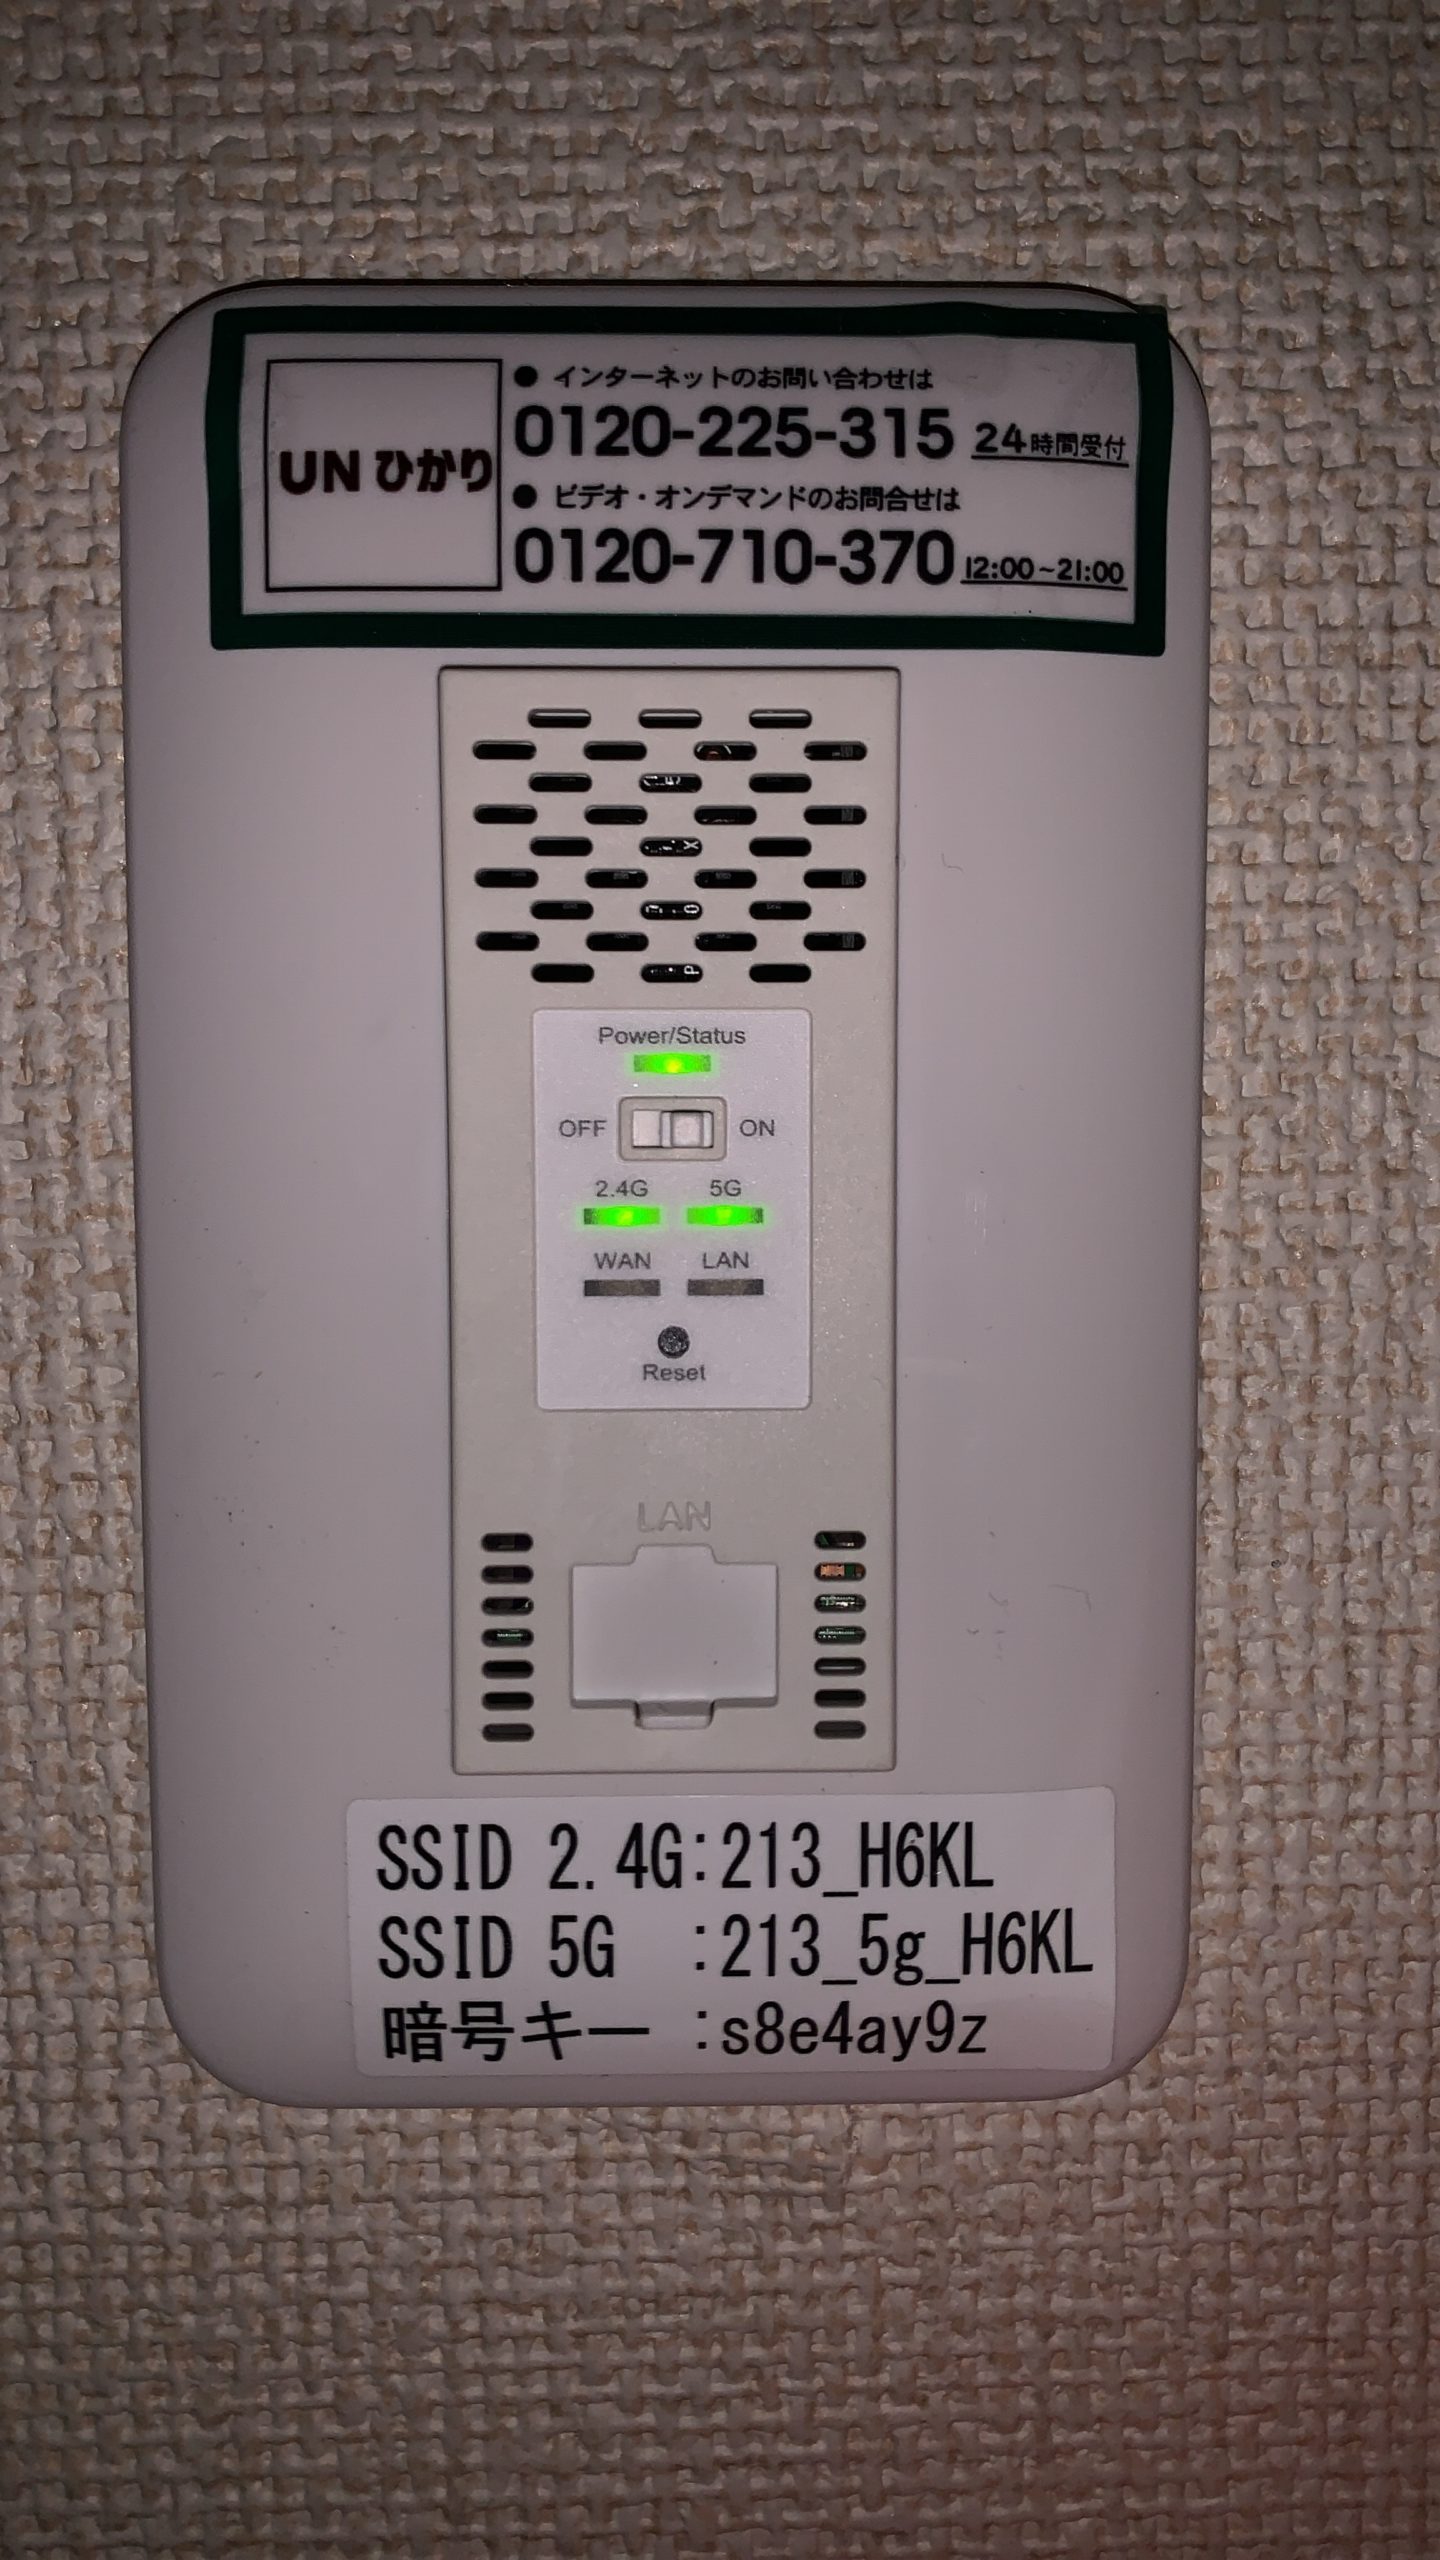 UN ひかり
● インターネットのお問い合わせは
0120-225-315 24時間受付
● ビデオ・オンデマンドのお問合せは
0120-710-370 12:00~21:00
Power/Status
OFF ON
2.4G 5G
WAN LAN
Reset
LAN
SSID 2.4G:213_H6KL
SSID 5G :213_5g_H6KL
暗号キー :s8e4ay9z